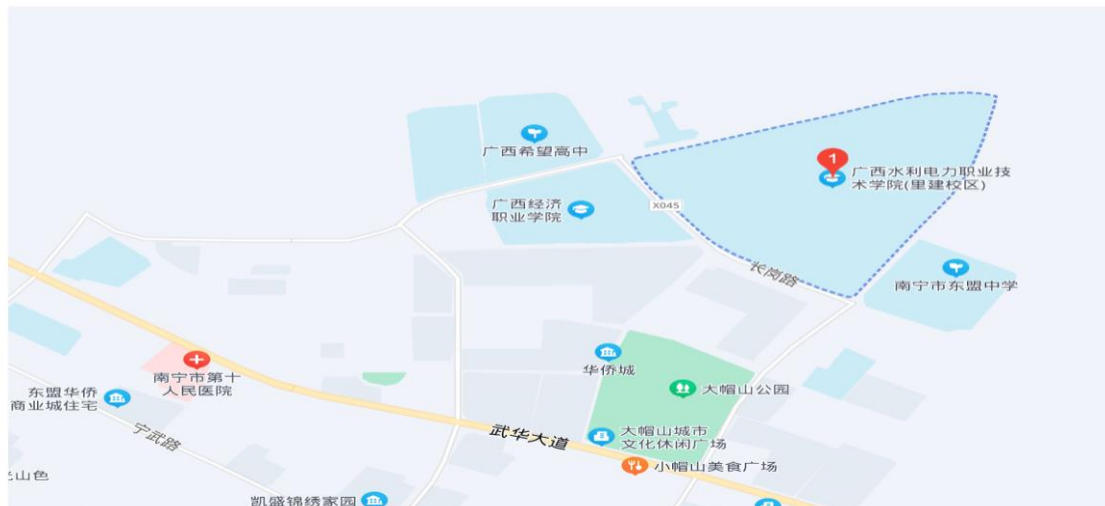 广西希望高中
1
广西水利电力职业技
术学院(里建校区)
广西经济
职业学院
X045
长岗路
南宁市东盟中学
华侨城
南宁市第十
人民医院
大帽山公园
东盟华侨
商业城住宅
宁武路
武华大道
大帽山城市
文化休闲广场
小帽山美食广场
山色
凯盛锦绣家园